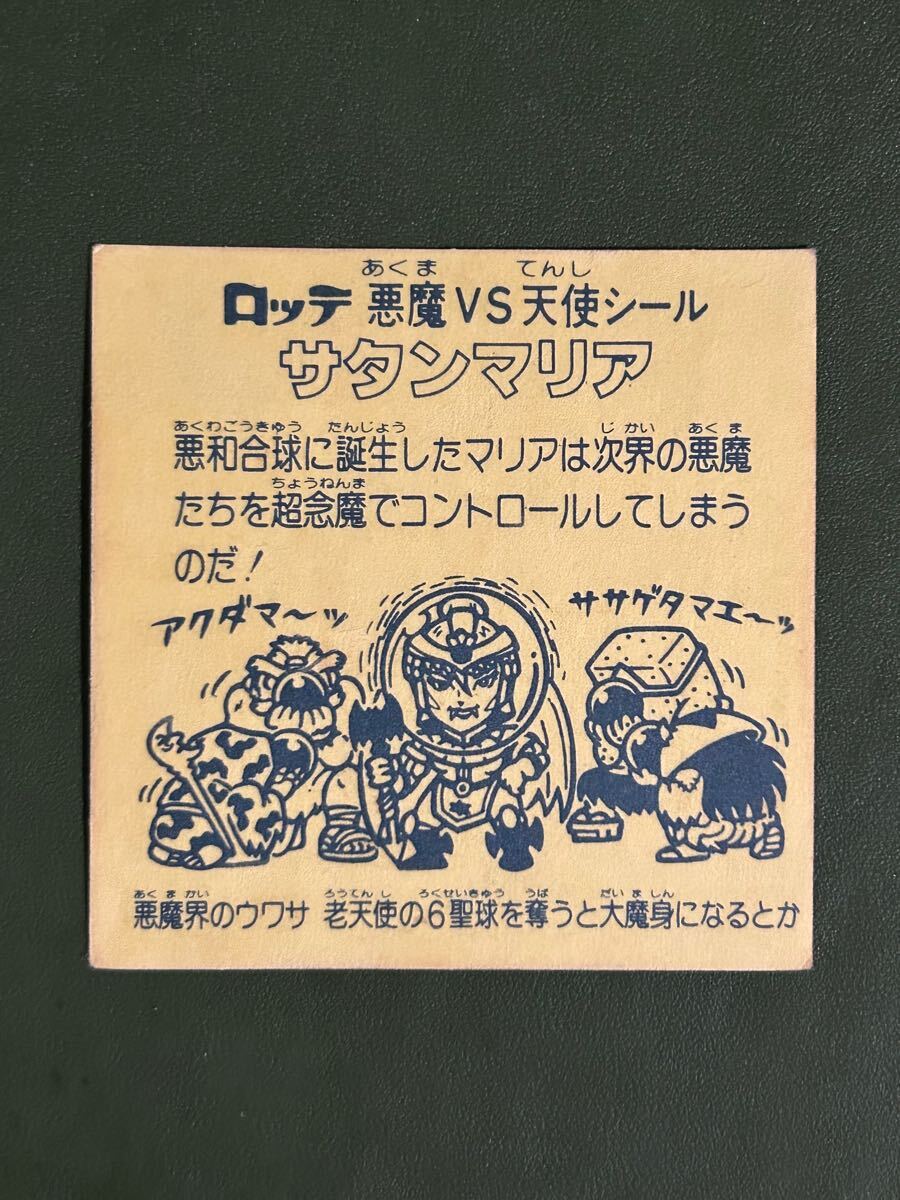 あくま てんし
ロッテ 悪魔VS天使シール
サタンマリア
あくわごうきゅう たんじょう じかい あくま
悪和合球に誕生したマリアは次界の悪魔
ちょうねんま
たちを超念魔でコントロールしてしまう
のだ!
アクダマ〜ッ
ササゲタマエ〜ッ
あくまかい ろうてんし ろくせいきゅう うば だいましん
悪魔界のウワサ 老天使の6聖球を奪うと大魔身になるとか